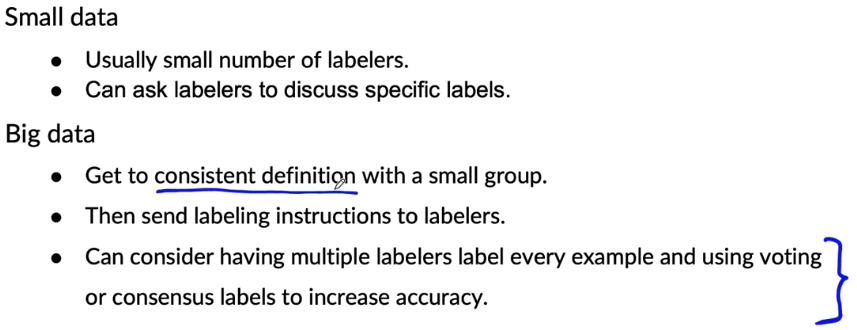 Small data
● Usually small number of labelers.
● Can ask labelers to discuss specific labels.
Big data
● Get to consistent definition with a small group.
● Then send labeling instructions to labelers.
● Can consider having multiple labelers label every example and using voting
or consensus labels to increase accuracy.